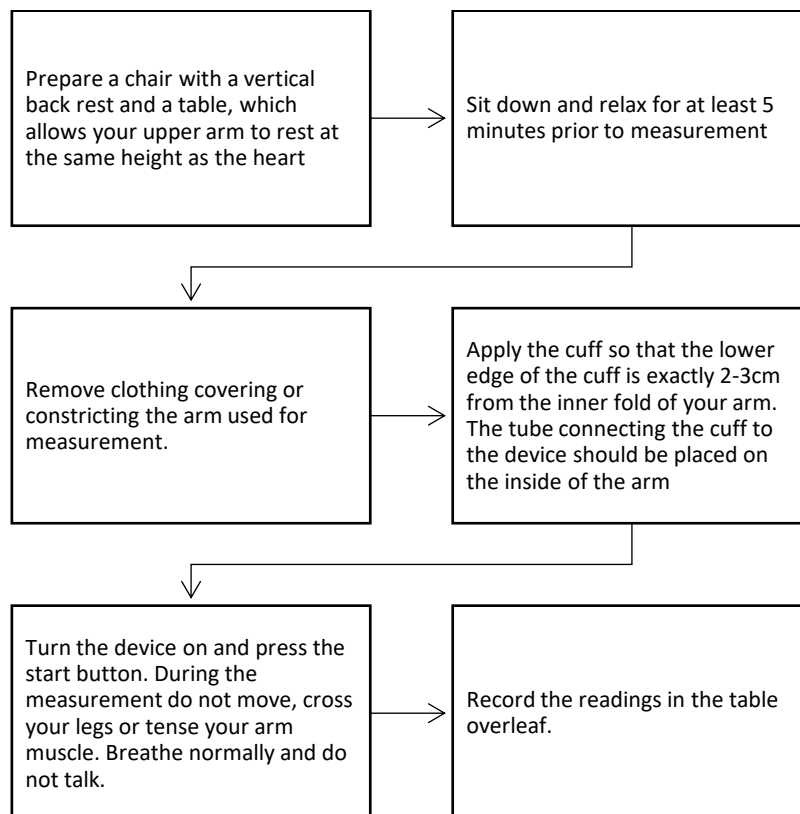 Prepare a chair with a vertical
back rest and a table, which
allows your upper arm to rest at
the same height as the heart
Sit down and relax for at least 5
minutes prior to measurement
Remove clothing covering or
constricting the arm used for
measurement.
Apply the cuff so that the lower
edge of the cuff is exactly 2-3cm
from the inner fold of your arm.
The tube connecting the cuff to
the device should be placed on
the inside of the arm
Turn the device on and press the
start button. During the
measurement do not move, cross
your legs or tense your arm
muscle. Breathe normally and do
not talk.
Record the readings in the table
overleaf.